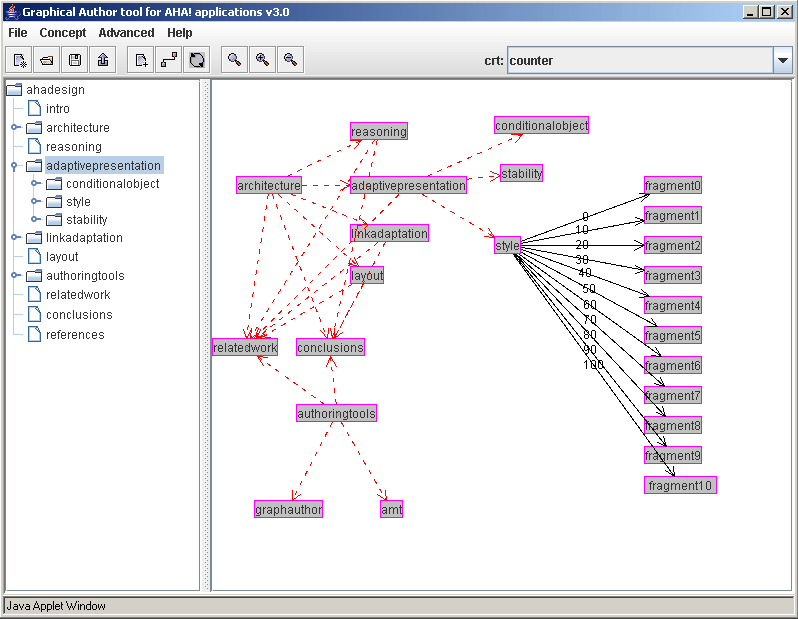 Graphical Author tool for AHA! applications v3.0
File Concept Advanced Help
crt: counter
ahadesign
intro
architecture
reasoning
adaptivepresentation
conditionalobject
style
stability
linkadaptation
layout
authoringtools
relatedwork
conclusions
references
reasoning
conditionalobject
architecture
adaptivepresentation
stability
linkadaptation
layout
style
relatedwork
conclusions
authoringtools
graphauthor
amt
0
10
20
30
40
50
60
70
80
90
100
fragment0
fragment1
fragment2
fragment3
fragment4
fragment5
fragment6
fragment7
fragment8
fragment9
fragment10
Java Applet Window